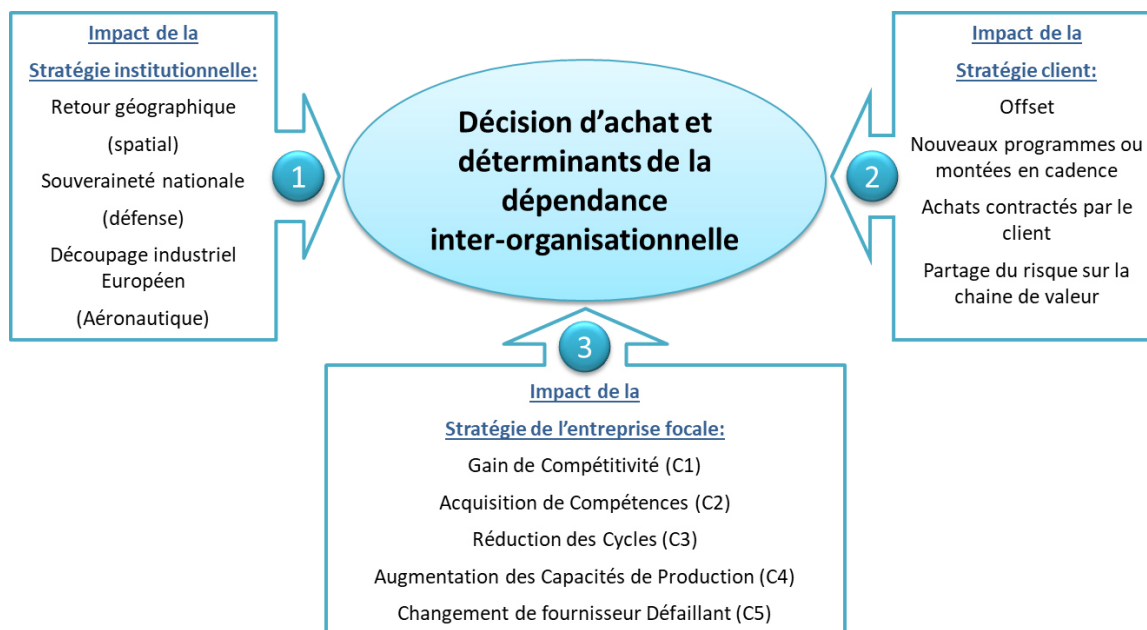 Impact de la
Stratégie institutionnelle:
Retour géographique
(spatial)
Souveraineté nationale
(défense)
Découpage industriel
Européen
(Aéronautique)
1
Décision d’achat et
déterminants de la
dépendance
inter-organisationnelle
2
Impact de la
Stratégie client:
Offset
Nouveaux programmes ou
montées en cadence
Achats contractés par le
client
Partage du risque sur la
chaine de valeur
3
Impact de la
Stratégie de l’entreprise focale:
Gain de Compétitivité (C1)
Acquisition de Compétences (C2)
Réduction des Cycles (C3)
Augmentation des Capacités de Production (C4)
Changement de fournisseur Défaillant (C5)